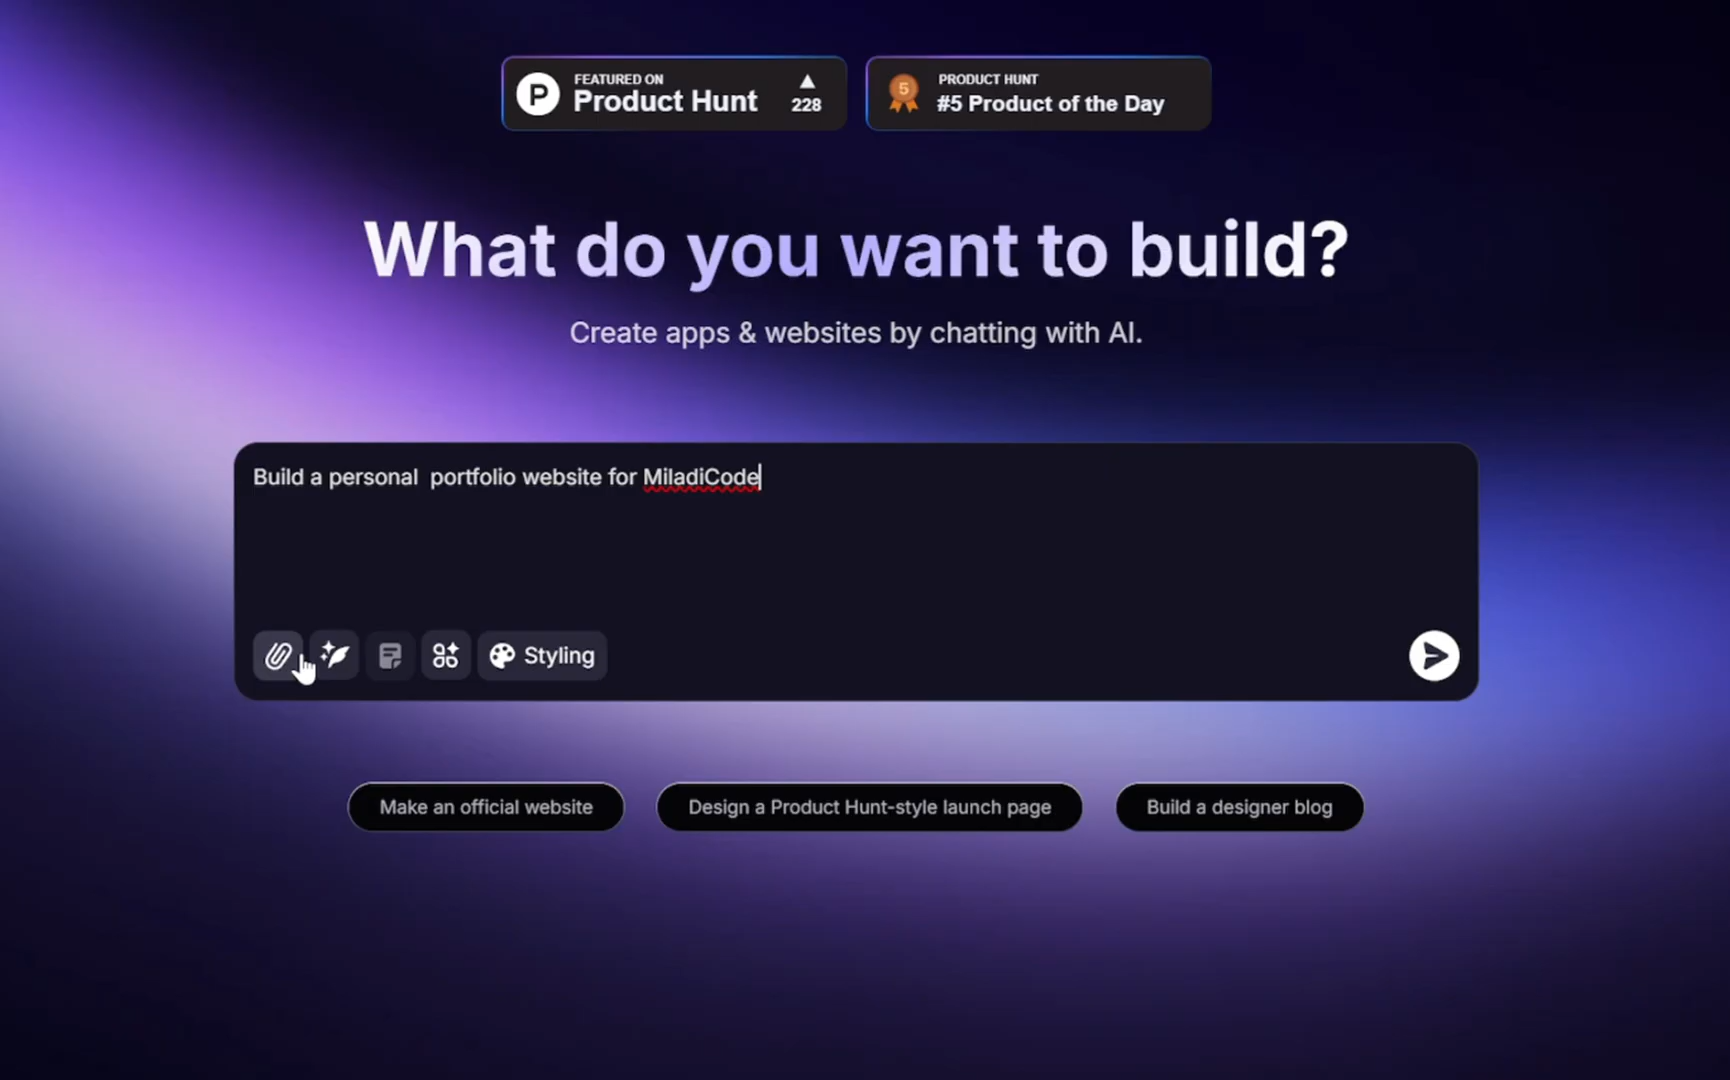 P
FEATURED ON
Product Hunt
228
5
PRODUCT HUNT
#5 Product of the Day
What do you want to build?
Create apps & websites by chatting with AI.
Build a personal  portfolio website for MiladiCode
Styling
Make an official website
Design a Product Hunt-style launch page
Build a designer blog